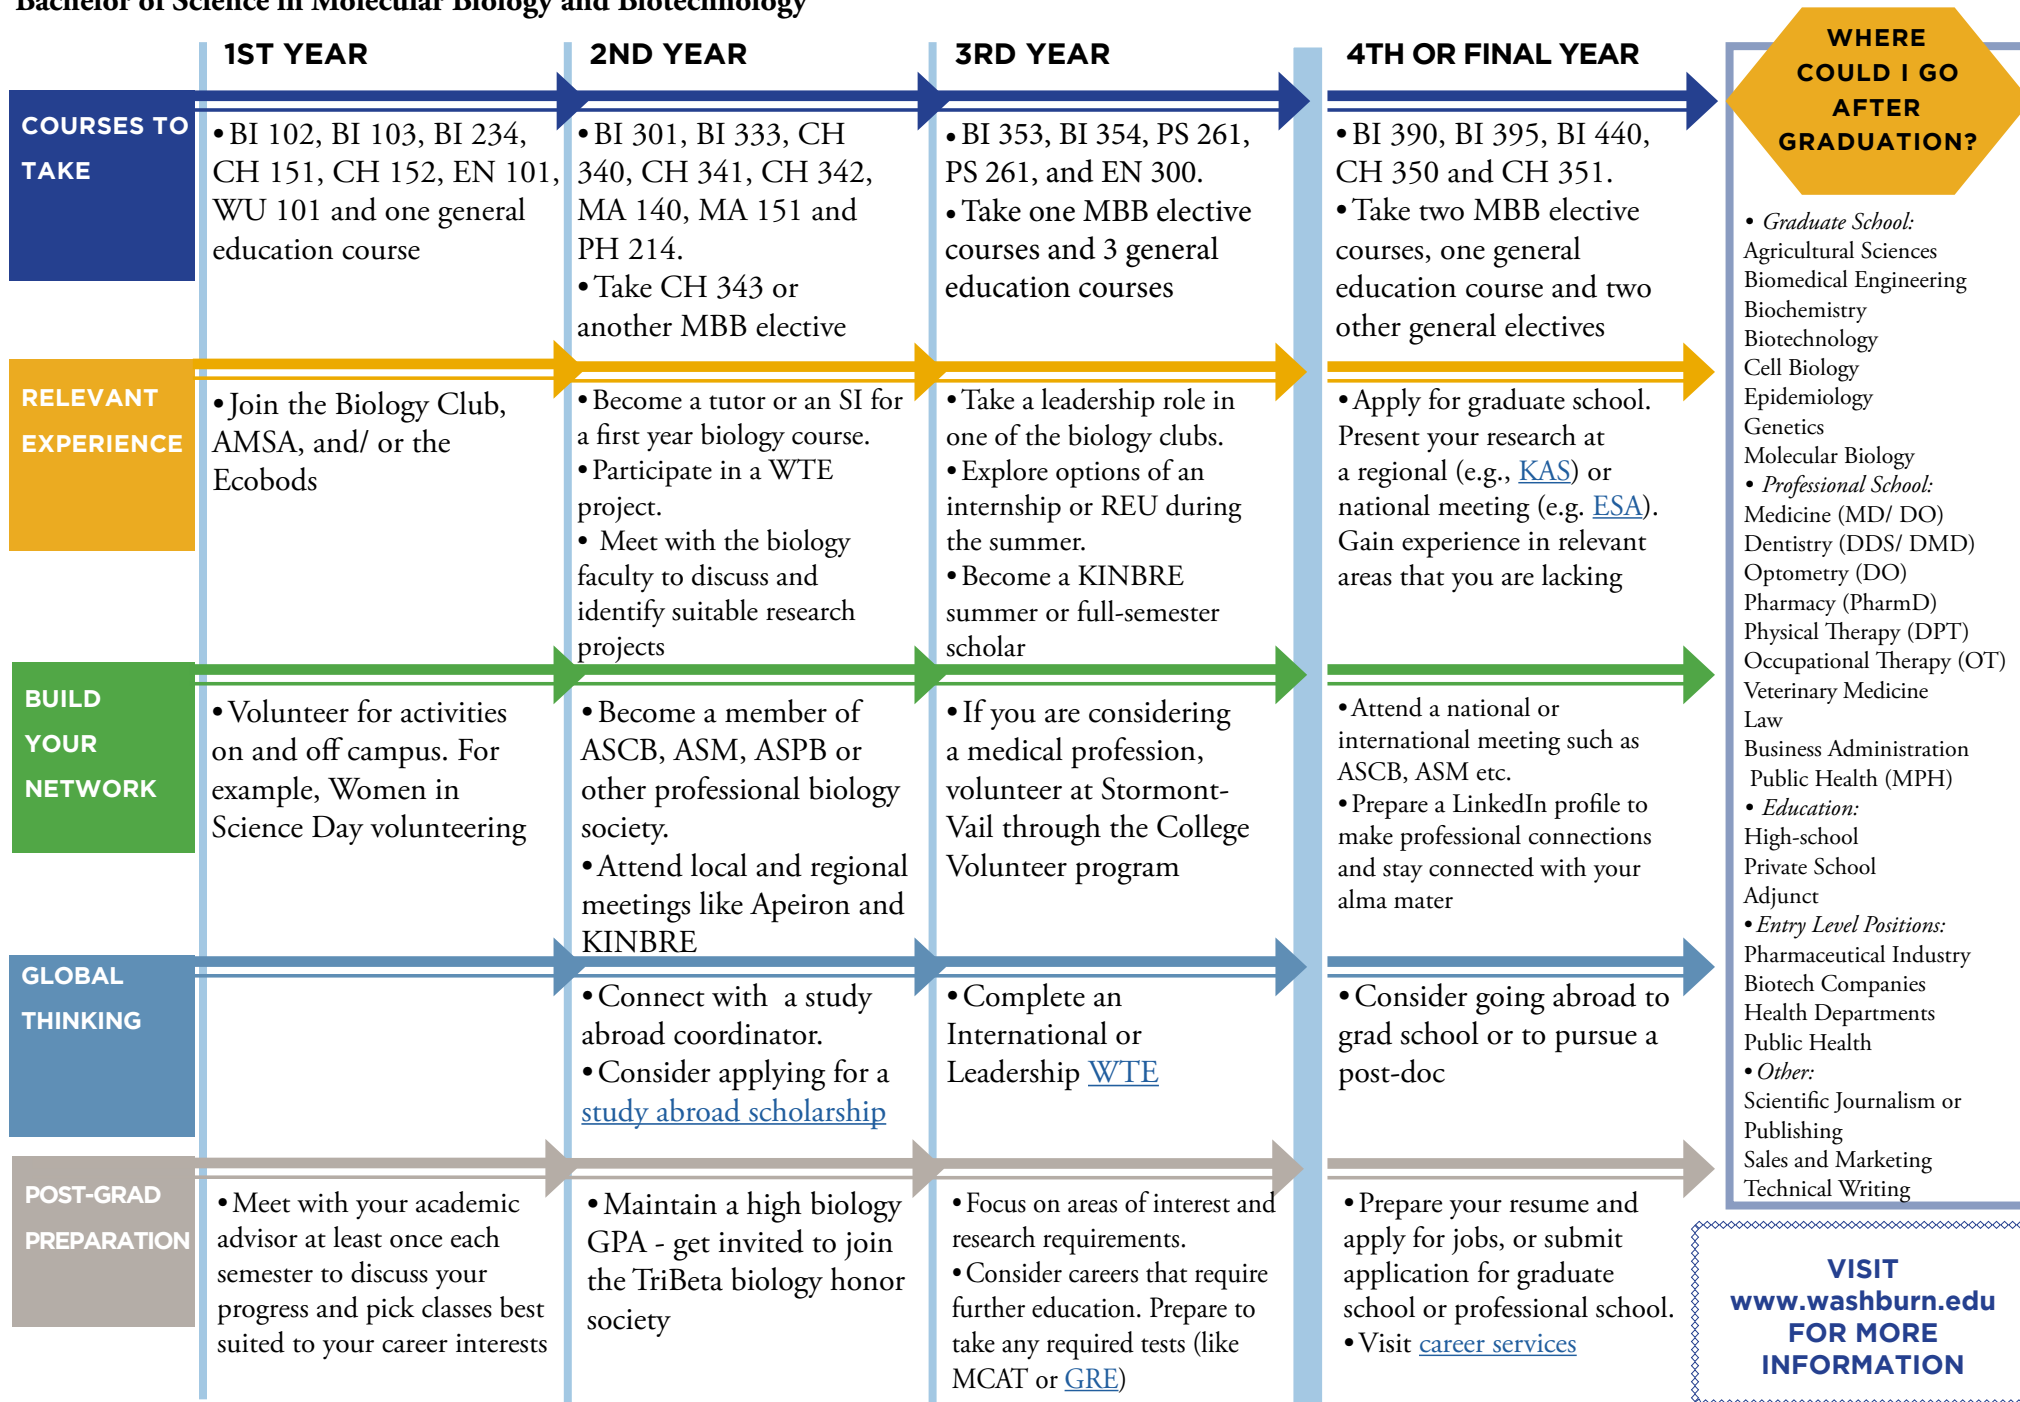 Bachelor of Science in Molecular Biology and Biotechnology
1ST YEAR
2ND YEAR
3RD YEAR
4TH OR FINAL YEAR
COURSES TO
TAKE
• BI 102, BI 103, BI 234,
CH 151, CH 152, EN 101,
WU 101 and one general
education course
• BI 301, BI 333, CH
340, CH 341, CH 342,
MA 140, MA 151 and
PH 214.
• Take CH 343 or
another MBB elective
• BI 353, BI 354, PS 261,
PS 261, and EN 300.
• Take one MBB elective
courses and 3 general
education courses
• BI 390, BI 395, BI 440,
CH 350 and CH 351.
• Take two MBB elective
courses, one general
education course and two
other general electives
RELEVANT
EXPERIENCE
• Join the Biology Club,
AMSA, and/ or the
Ecobods
• Become a tutor or an SI for
a first year biology course.
• Participate in a WTE
project.
• Meet with the biology
faculty to discuss and
identify suitable research
projects
• Take a leadership role in
one of the biology clubs.
• Explore options of an
internship or REU during
the summer.
• Become a KINBRE
summer or full-semester
scholar
• Apply for graduate school.
Present your research at
a regional (e.g., KAS) or
national meeting (e.g. ESA).
Gain experience in relevant
areas that you are lacking
BUILD
YOUR
NETWORK
• Volunteer for activities
on and off campus. For
example, Women in
Science Day volunteering
• Become a member of
ASCB, ASM, ASPB or
other professional biology
society.
• Attend local and regional
meetings like Apeiron and
KINBRE
• If you are considering
a medical profession,
volunteer at Stormont-
Vail through the College
Volunteer program
• Attend a national or
international meeting such as
ASCB, ASM etc.
• Prepare a LinkedIn profile to
make professional connections
and stay connected with your
alma mater
GLOBAL
THINKING
• Connect with a study
abroad coordinator.
• Consider applying for a
study abroad scholarship
• Complete an
International or
Leadership WTE
• Consider going abroad to
grad school or to pursue a
post-doc
POST-GRAD
PREPARATION
• Meet with your academic
advisor at least once each
semester to discuss your
progress and pick classes best
suited to your career interests
• Maintain a high biology
GPA - get invited to join
the TriBeta biology honor
society
• Focus on areas of interest and
research requirements.
• Consider careers that require
further education. Prepare to
take any required tests (like
MCAT or GRE)
• Prepare your resume and
apply for jobs, or submit
application for graduate
school or professional school.
• Visit career services
WHERE
COULD I GO
AFTER
GRADUATION?
• Graduate School:
Agricultural Sciences
Biomedical Engineering
Biochemistry
Biotechnology
Cell Biology
Epidemiology
Genetics
Molecular Biology
• Professional School:
Medicine (MD/ DO)
Dentistry (DDS/ DMD)
Optometry (DO)
Pharmacy (PharmD)
Physical Therapy (DPT)
Occupational Therapy (OT)
Veterinary Medicine
Law
Business Administration
Public Health (MPH)
• Education:
High-school
Private School
Adjunct
• Entry Level Positions:
Pharmaceutical Industry
Biotech Companies
Health Departments
Public Health
• Other:
Scientific Journalism or
Publishing
Sales and Marketing
Technical Writing
VISIT
www.washburn.edu
FOR MORE
INFORMATION